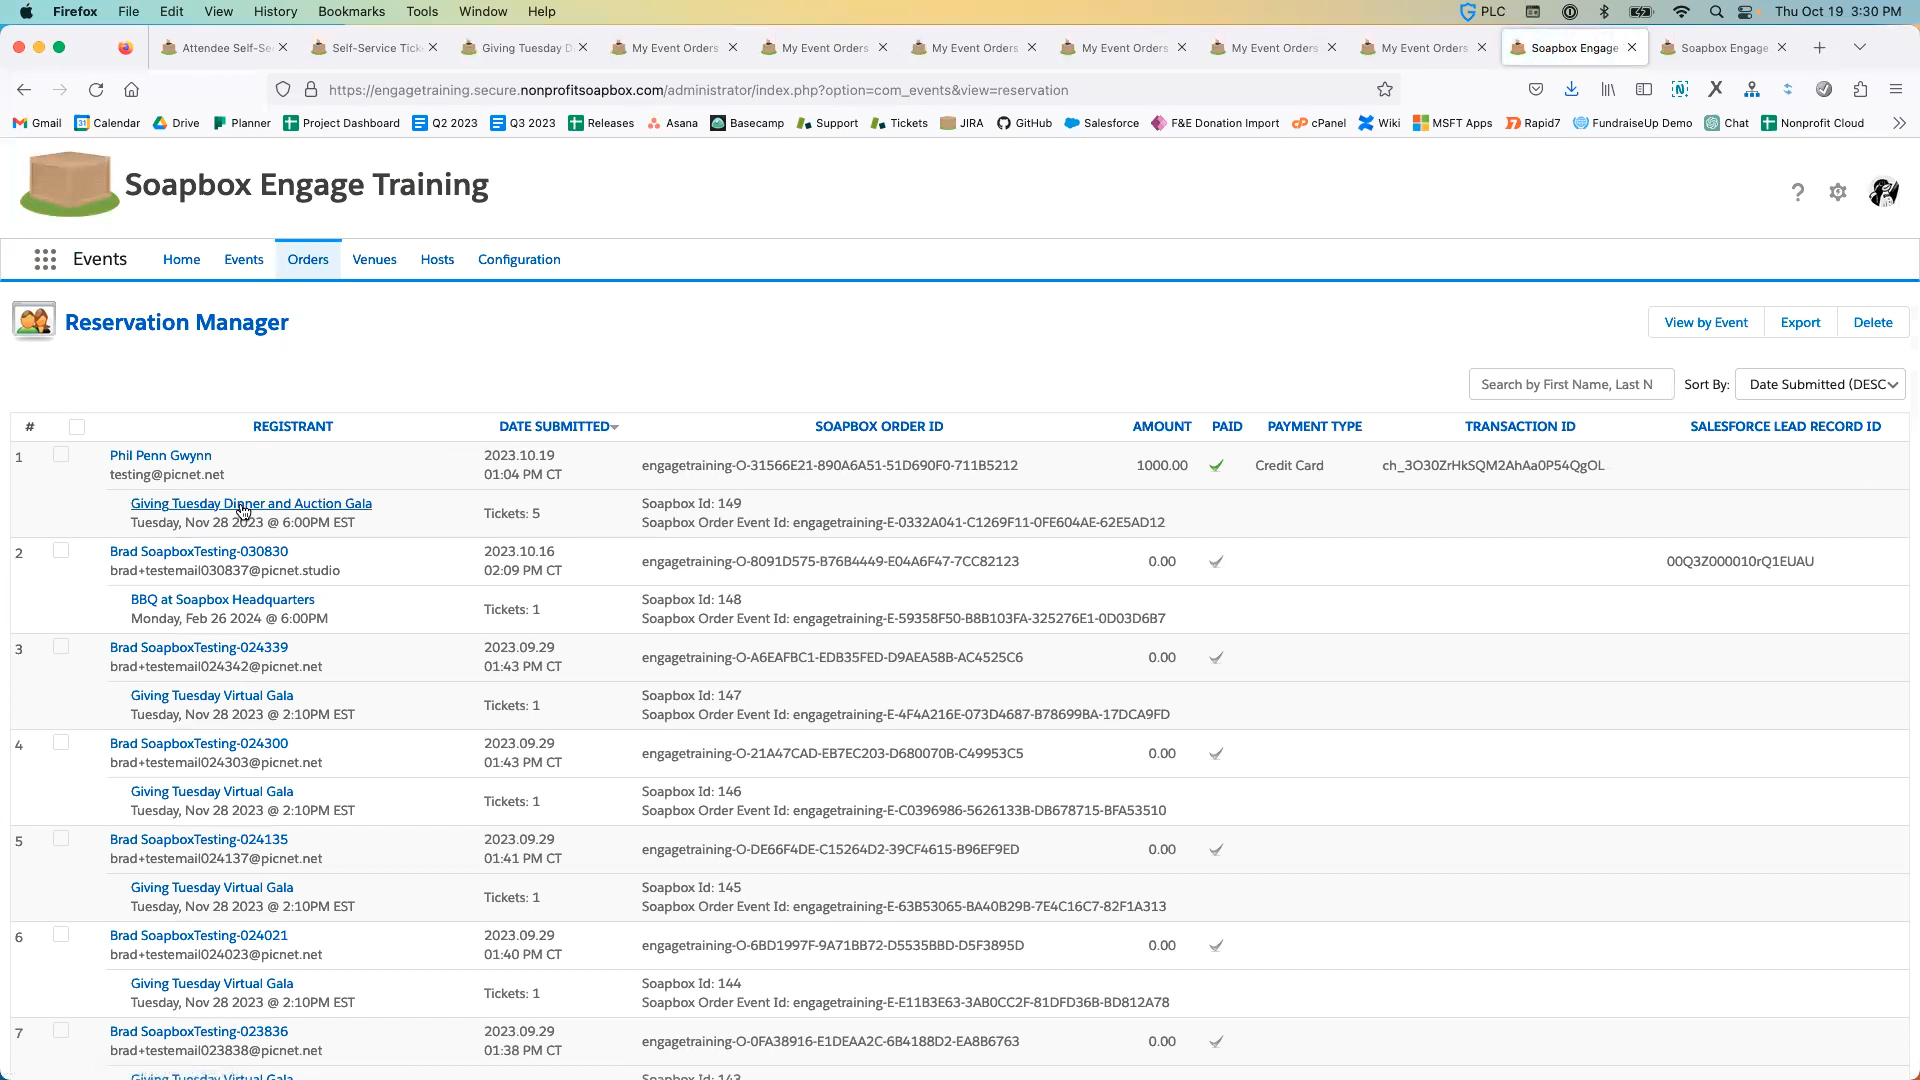 Firefox File Edit View History Bookmarks Tools Window Help PLC Thu Oct 19 3:30 PM
Attendee Self-Se Self-Service Tick Giving Tuesday D My Event Orders My Event Orders My Event Orders My Event Orders My Event Orders My Event Orders Soapbox Engage Soapbox Engage
https://engagetraining.secure.nonprofitsoapbox.com/administrator/index.php?option=com_events&view=reservation
Gmail Calendar Drive Planner Project Dashboard Q2 2023 Q3 2023 Releases Asana Basecamp Support Tickets JIRA GitHub Salesforce F&E Donation Import cPanel Wiki MSFT Apps Rapid7 FundraiseUp Demo Chat Nonprofit Cloud
Soapbox Engage Training
Events Home Events Orders Venues Hosts Configuration
Reservation Manager View by Event Export Delete
Search by First Name, Last N Sort By: Date Submitted (DESC
# REGISTRANT DATE SUBMITTED SOAPBOX ORDER ID AMOUNT PAID PAYMENT TYPE TRANSACTION ID SALESFORCE LEAD RECORD ID
1 Phil Penn Gwynn 2023.10.19
testing@picnet.net 01:04 PM CT engagetraining-O-31566E21-890A6A51-51D690F0-711B5212 1000.00 Credit Card ch_3O30ZrHkSQM2AhAa0P54QgOL
Giving Tuesday Dinner and Auction Gala Tickets: 5 Soapbox Id: 149
Tuesday, Nov 28 2023 @ 6:00PM EST Soapbox Order Event Id: engagetraining-E-0332A041-C1269F11-0FE604AE-62E5AD12
2 Brad SoapboxTesting-030830 2023.10.16
brad+testemail030837@picnet.studio 02:09 PM CT engagetraining-O-8091D575-B76B4449-E04A6F47-7CC82123 0.00 00Q3Z000010rQ1EUAU
BBQ at Soapbox Headquarters Tickets: 1 Soapbox Id: 148
Monday, Feb 26 2024 @ 6:00PM Soapbox Order Event Id: engagetraining-E-59358F50-B8B103FA-325276E1-0D03D6B7
3 Brad SoapboxTesting-024339 2023.09.29
brad+testemail024342@picnet.net 01:43 PM CT engagetraining-O-A6EAFBC1-EDB35FED-D9AEA58B-AC4525C6 0.00
Giving Tuesday Virtual Gala Tickets: 1 Soapbox Id: 147
Tuesday, Nov 28 2023 @ 2:10PM EST Soapbox Order Event Id: engagetraining-E-4F4A216E-073D4687-B78699BA-17DCA9FD
4 Brad SoapboxTesting-024300 2023.09.29
brad+testemail024303@picnet.net 01:43 PM CT engagetraining-O-21A47CAD-EB7EC203-D680070B-C49953C5 0.00
Giving Tuesday Virtual Gala Tickets: 1 Soapbox Id: 146
Tuesday, Nov 28 2023 @ 2:10PM EST Soapbox Order Event Id: engagetraining-E-C0396986-5626133B-DB678715-BFA53510
5 Brad SoapboxTesting-024135 2023.09.29
brad+testemail024137@picnet.net 01:41 PM CT engagetraining-O-DE66F4DE-C15264D2-39CF4615-B96EF9ED 0.00
Giving Tuesday Virtual Gala Tickets: 1 Soapbox Id: 145
Tuesday, Nov 28 2023 @ 2:10PM EST Soapbox Order Event Id: engagetraining-E-63B53065-BA40B29B-7E4C16C7-82F1A313
6 Brad SoapboxTesting-024021 2023.09.29
brad+testemail024023@picnet.net 01:40 PM CT engagetraining-O-6BD1997F-9A71BB72-D5535BBD-D5F3895D 0.00
Giving Tuesday Virtual Gala Tickets: 1 Soapbox Id: 144
Tuesday, Nov 28 2023 @ 2:10PM EST Soapbox Order Event Id: engagetraining-E-E11B3E63-3AB0CC2F-81DFD36B-BD812A78
7 Brad SoapboxTesting-023836 2023.09.29
brad+testemail023838@picnet.net 01:38 PM CT engagetraining-O-0FA38916-E1DEAA2C-6B4188D2-EA8B6763 0.00
Giving Tuesday Virtual Gala Soapbox Id: 143